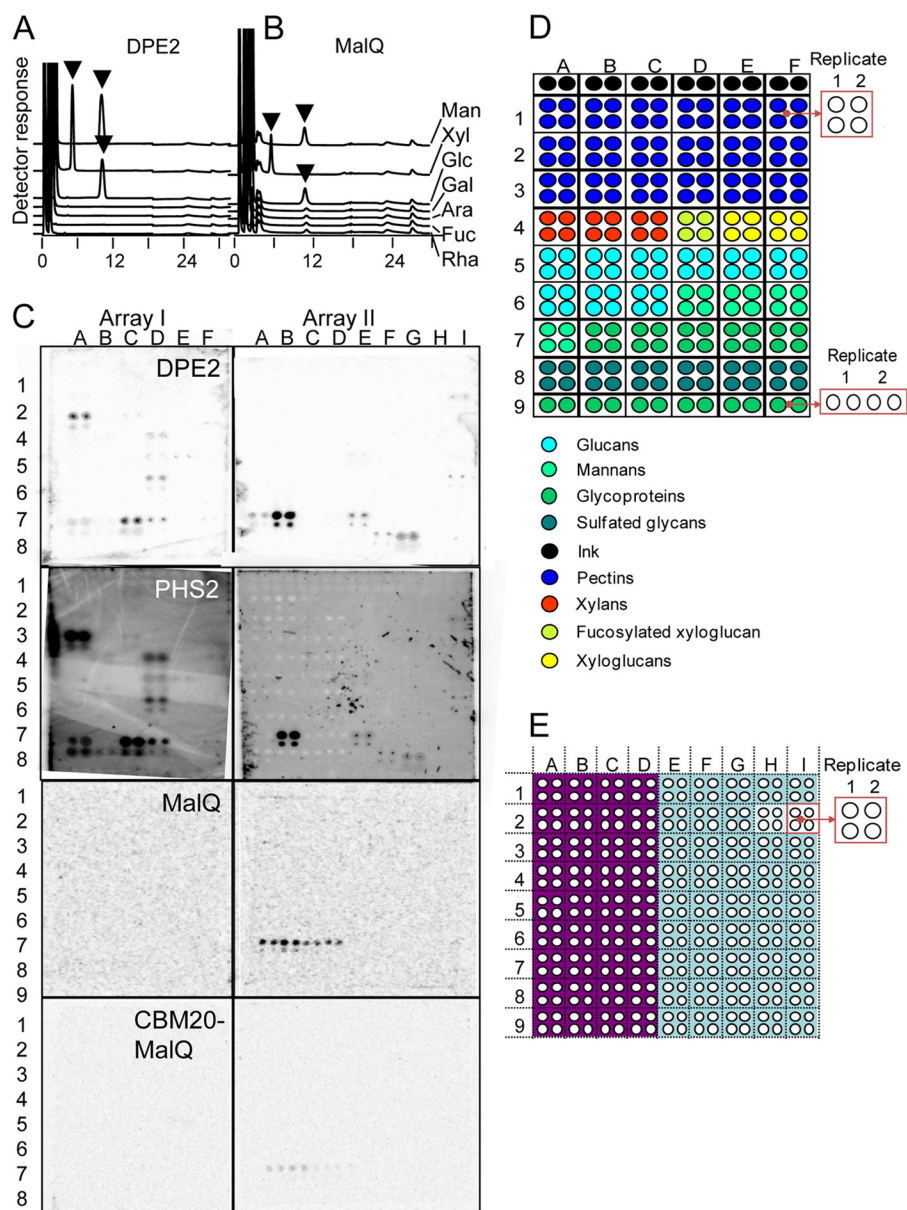 A
B
DPE2
MalQ
Detector response
Man
Xyl
Glc
Gal
Ara
Fuc
Rha
0 12 24
0 12 24
C
Array I
Array II
A B C D E F
A B C D E F G H I
DPE2
1
2
4
5
6
7
8
PHS2
1
2
3
4
5
6
7
8
MalQ
1
2
3
4
5
6
7
8
9
CBM20-
MalQ
1
2
3
4
5
6
7
8
D
A B C D E F
Replicate
1 2
1
2
3
4
5
6
7
8
9
Replicate
1 2
Glucans
Mannans
Glycoproteins
Sulfated glycans
Ink
Pectins
Xylans
Fucosylated xyloglucan
Xyloglucans
E
A B C D E F G H I
Replicate
1 2
1
2
3
4
5
6
7
8
9